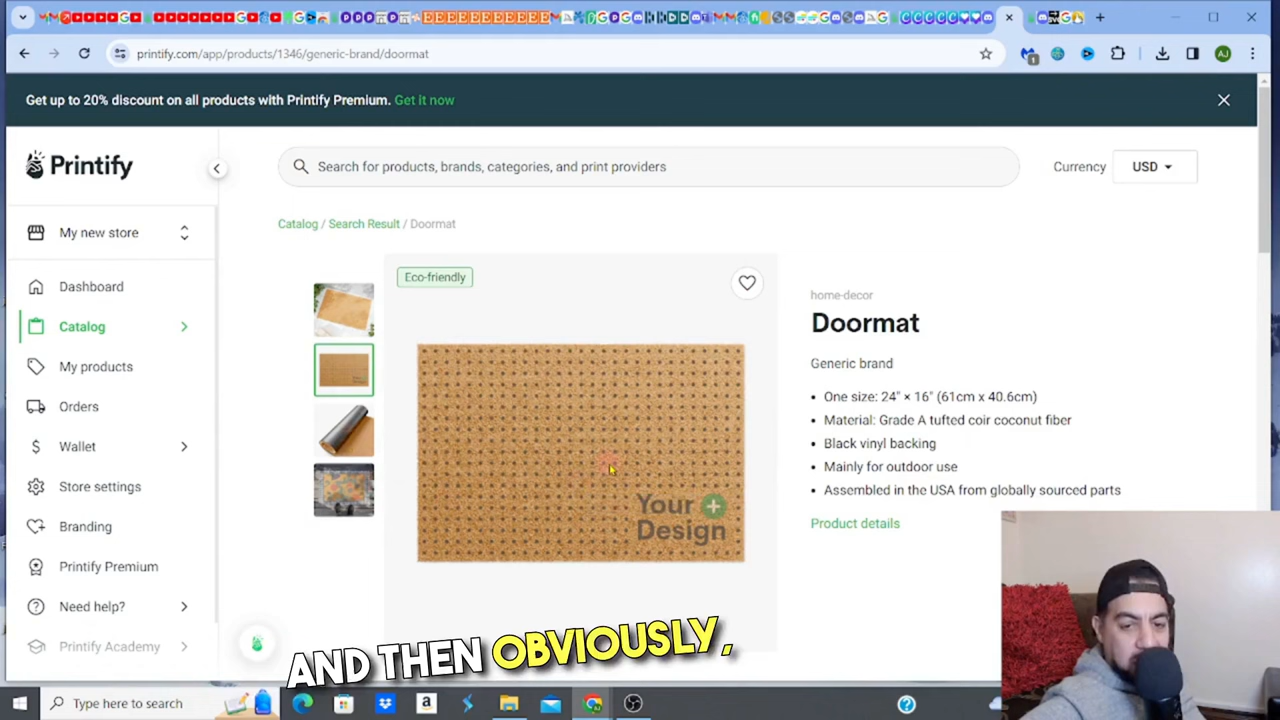 printify.com/app/products/1346/generic-brand/doormat
1
AJ
Get up to 20% discount on all products with Printify Premium. Get it now
Printify
Search for products, brands, categories, and print providers
Currency
USD
My new store
Catalog / Search Result / Doormat
Dashboard
Catalog
My products
Orders
Wallet
Store settings
Branding
Printify Premium
Need help?
Printify Academy
Eco-friendly
Your
Design
home-decor
Doormat
Generic brand
• One size: 24" × 16" (61cm x 40.6cm)
• Material: Grade A tufted coir coconut fiber
• Black vinyl backing
• Mainly for outdoor use
• Assembled in the USA from globally sourced parts
Product details
AND THEN OBVIOUSLY,
Type here to search